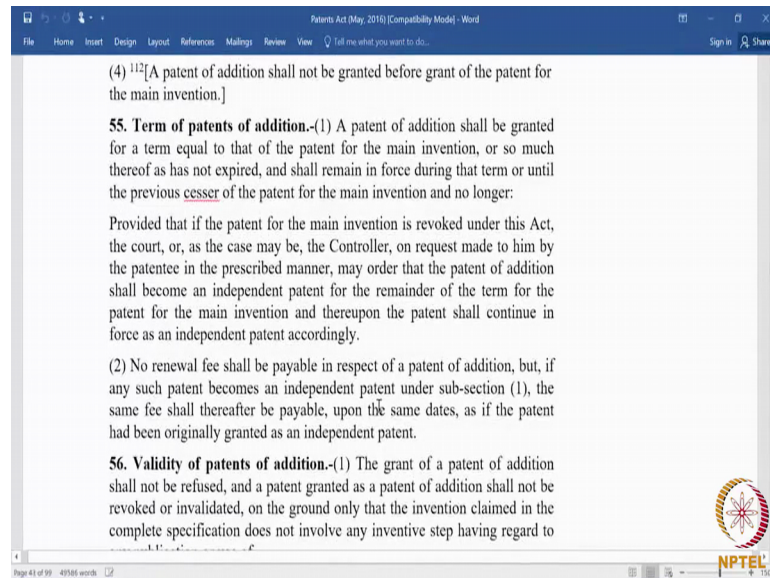 Patents Act (May, 2016) [Compatibility Mode] - Word
File Home Insert Design Layout References Mailings Review View Tell me what you want to do... Sign in Share
(4) 112[A patent of addition shall not be granted before grant of the patent for
the main invention.]
55. Term of patents of addition.-(1) A patent of addition shall be granted
for a term equal to that of the patent for the main invention, or so much
thereof as has not expired, and shall remain in force during that term or until
the previous cesser of the patent for the main invention and no longer:
Provided that if the patent for the main invention is revoked under this Act,
the court, or, as the case may be, the Controller, on request made to him by
the patentee in the prescribed manner, may order that the patent of addition
shall become an independent patent for the remainder of the term for the
patent for the main invention and thereupon the patent shall continue in
force as an independent patent accordingly.
(2) No renewal fee shall be payable in respect of a patent of addition, but, if
any such patent becomes an independent patent under sub-section (1), the
same fee shall thereafter be payable, upon the same dates, as if the patent
had been originally granted as an independent patent.
56. Validity of patents of addition.-(1) The grant of a patent of addition
shall not be refused, and a patent granted as a patent of addition shall not be
revoked or invalidated, on the ground only that the invention claimed in the
complete specification does not involve any inventive step having regard to
Page 43 of 99 49586 words
NPTEL